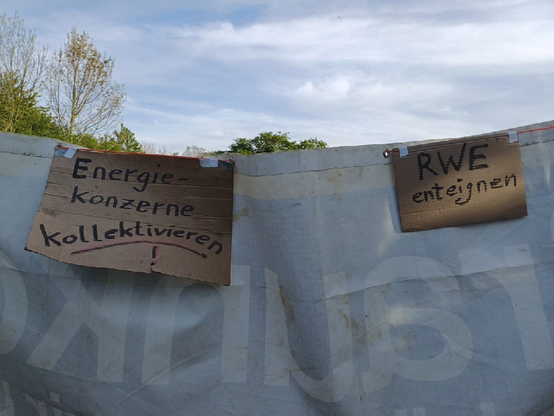 Energie-
Konzerne
Kollektivieren
!
RWE
enteignen